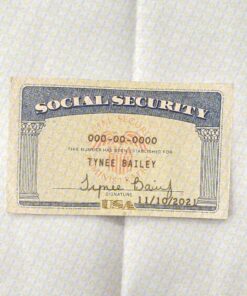 SOCIAL SECURITY
000-00-0000
THIS NUMBER HAS BEEN ESTABLISHED FOR
TYNEE BAILEY
Tynee Bailey
SIGNATURE
USA
11/10/2021